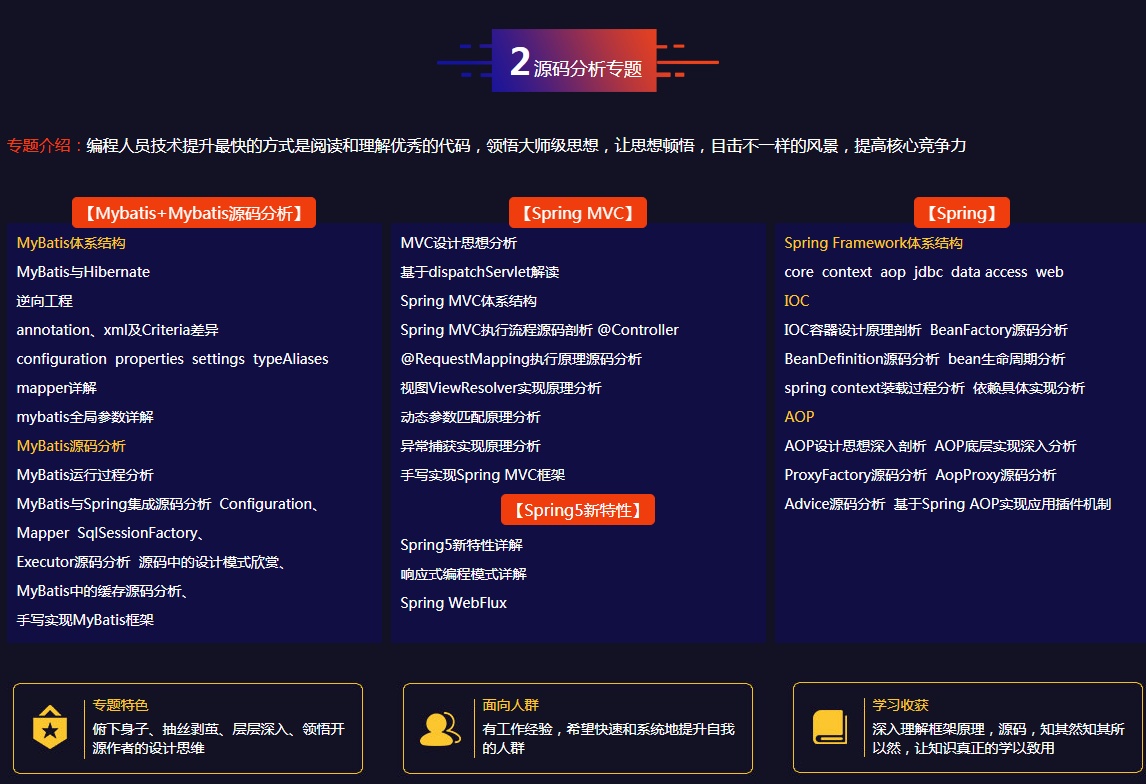 2 源码分析专题
专题介绍：编程人员技术提升最快的方式是阅读和理解优秀的代码，领悟大师级思想，让思想顿悟，目击不一样的风景，提高核心竞争力
【Mybatis+Mybatis源码分析】
MyBatis体系结构
MyBatis与Hibernate
逆向工程
annotation、xml及Criteria差异
configuration properties settings typeAliases
mapper详解
mybatis全局参数详解
MyBatis源码分析
MyBatis运行过程分析
MyBatis与Spring集成源码分析 Configuration、
Mapper SqlSessionFactory、
Executor源码分析 源码中的设计模式欣赏、
MyBatis中的缓存源码分析、
手写实现MyBatis框架
【Spring MVC】
MVC设计思想分析
基于dispatchServlet解读
Spring MVC体系结构
Spring MVC执行流程源码剖析 @Controller
@RequestMapping执行原理源码分析
视图ViewResolver实现原理分析
动态参数匹配原理分析
异常捕获实现原理分析
手写实现Spring MVC框架
【Spring5新特性】
Spring5新特性详解
响应式编程模式详解
Spring WebFlux
【Spring】
Spring Framework体系结构
core context aop jdbc data access web
IOC
IOC容器设计原理剖析 BeanFactory源码分析
BeanDefinition源码分析 bean生命周期分析
spring context装载过程分析 依赖具体实现分析
AOP
AOP设计思想深入剖析 AOP底层实现深入分析
ProxyFactory源码分析 AopProxy源码分析
Advice源码分析 基于Spring AOP实现应用插件机制
专题特色
俯下身子、抽丝剥茧、层层深入、领悟开
源作者的设计思维
面向人群
有工作经验，希望快速和系统地提升自我
的人群
学习收获
深入理解框架原理，源码，知其然知其所
以然，让知识真正的学以致用